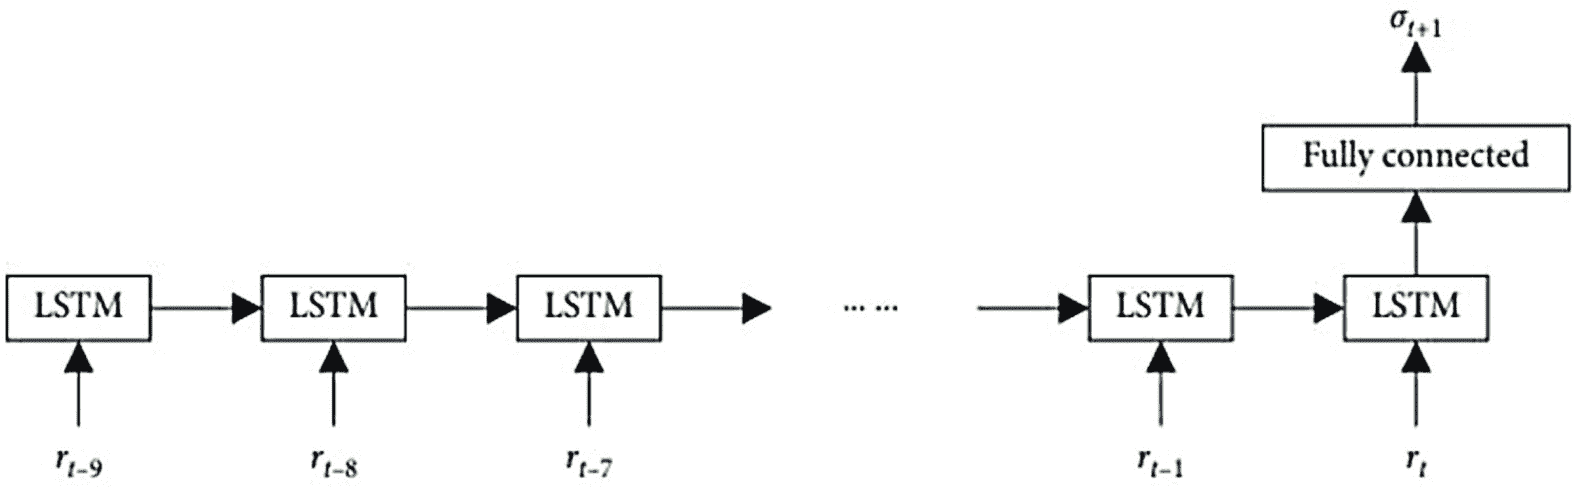 σt+1
Fully connected
LSTM LSTM LSTM ... ... LSTM LSTM
rt–9 rt–8 rt–7 rt–1 rt